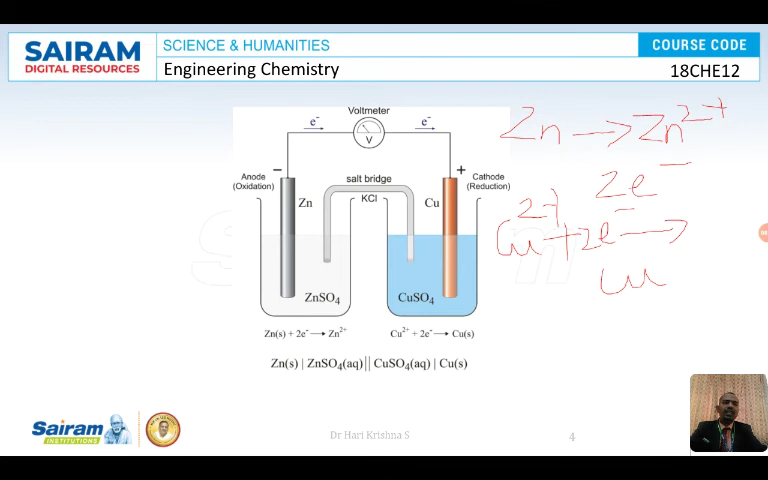 SAIRAM
DIGITAL RESOURCES
SCIENCE & HUMANITIES
COURSE CODE
Engineering Chemistry
18CHE12
Voltmeter
e⁻
e⁻
V
−
+
Anode
(Oxidation)
Cathode
(Reduction)
salt bridge
KCl
Zn
Cu
ZnSO₄
CuSO₄
Zn(s) + 2e⁻ → Zn²⁺
Cu²⁺ + 2e⁻ → Cu(s)
Zn(s) | ZnSO₄(aq) || CuSO₄(aq) | Cu(s)
Zn → Zn²⁺
2e⁻
Cu²⁺ + 2e⁻ →
Cu
Sairam
INSTITUTIONS
Dr Hari Krishna S
4